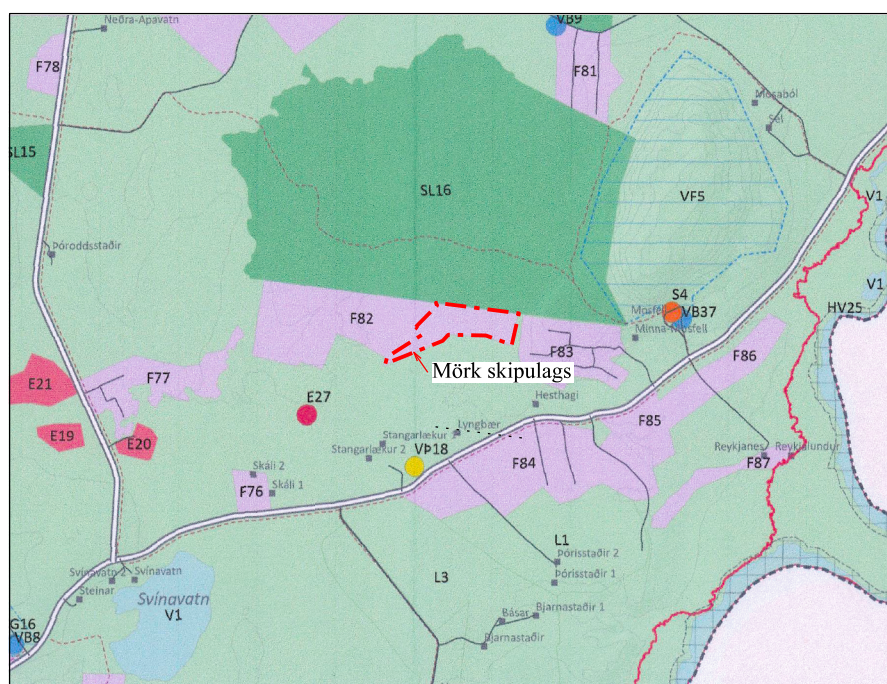 Neðra-Apavatn
VB9
F78
F81
Mosaból
Sel
SL15
SL16
VF5
V1
Þóroddsstaðir
V1
S4
HV25
Mosfell
VB37
F82
Minna-Mosfell
F83
F86
Mörk skipulags
F77
E21
Hesthagi
E27
F85
E19
E20
Lyngbær
Stangarlækur 1
Stangarlækur 2
VÞ18
F84
Reykjanes
Reykjalundur
F87
Skáli 2
F76
Skáli 1
L1
Þórisstaðir 2
L3
Þórisstaðir 1
Svínavatn 2
Svínavatn
Steinar
Svínavatn
V1
Bjarnastaðir 1
Básar
G16
VB8
Bjarnastaðir